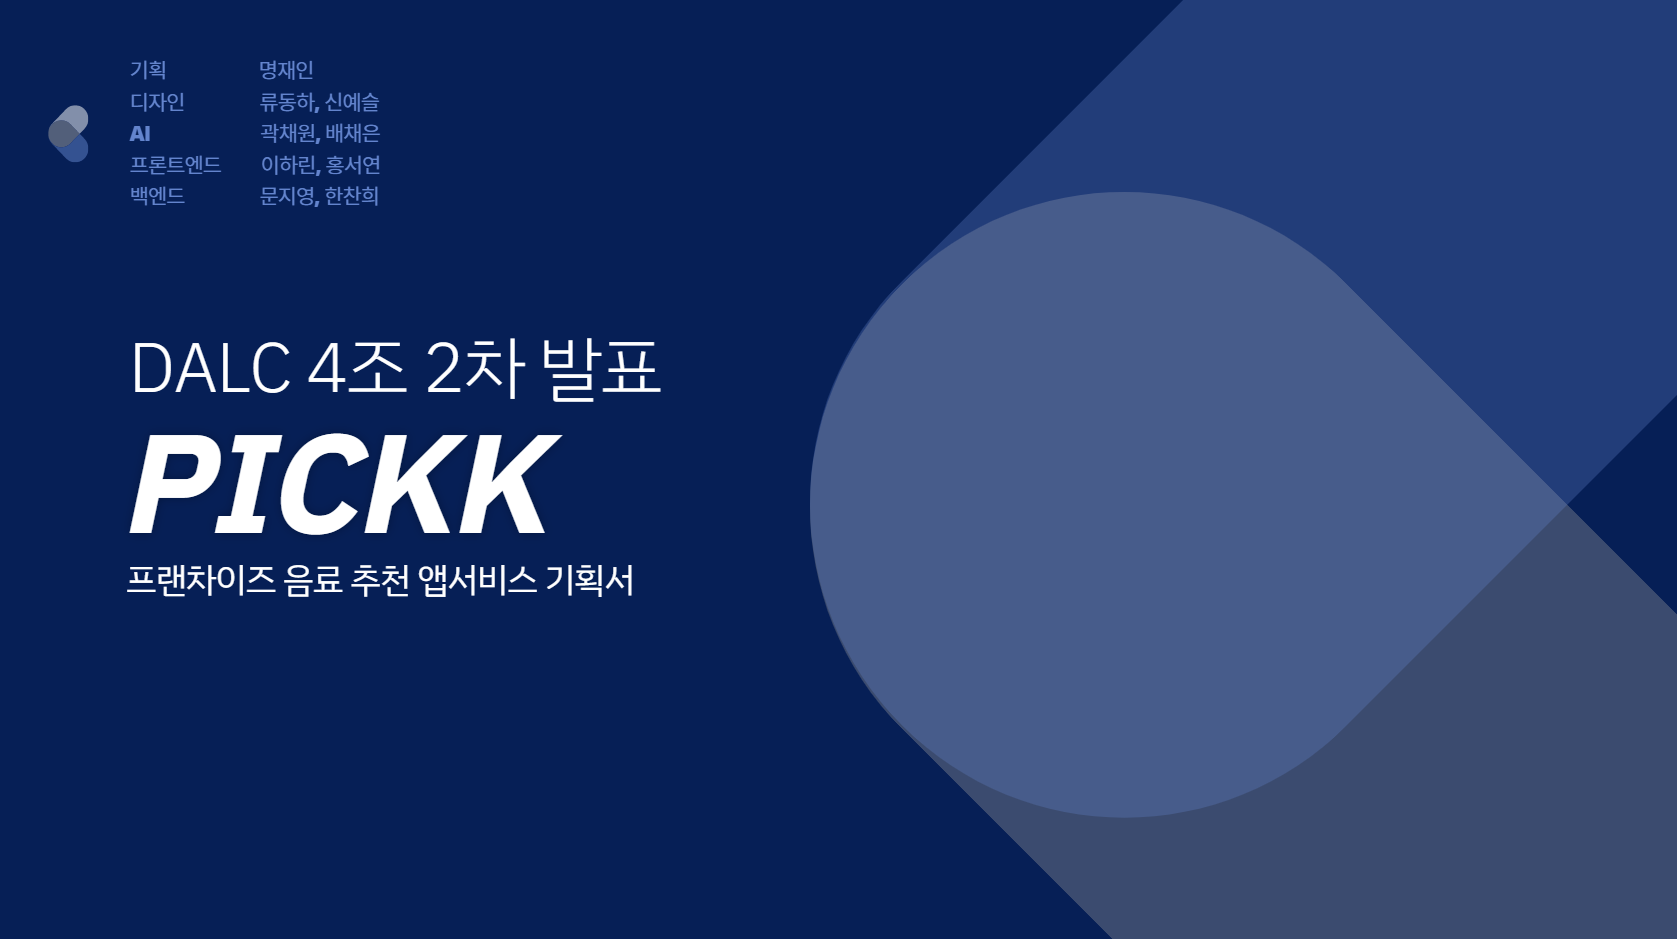 기획 명재인
디자인 류동하, 신예슬
AI 곽채원, 배채은
프론트엔드 이하린, 홍서연
백엔드 문지영, 한찬희
DALC 4조 2차 발표
PICKK
프랜차이즈 음료 추천 앱서비스 기획서